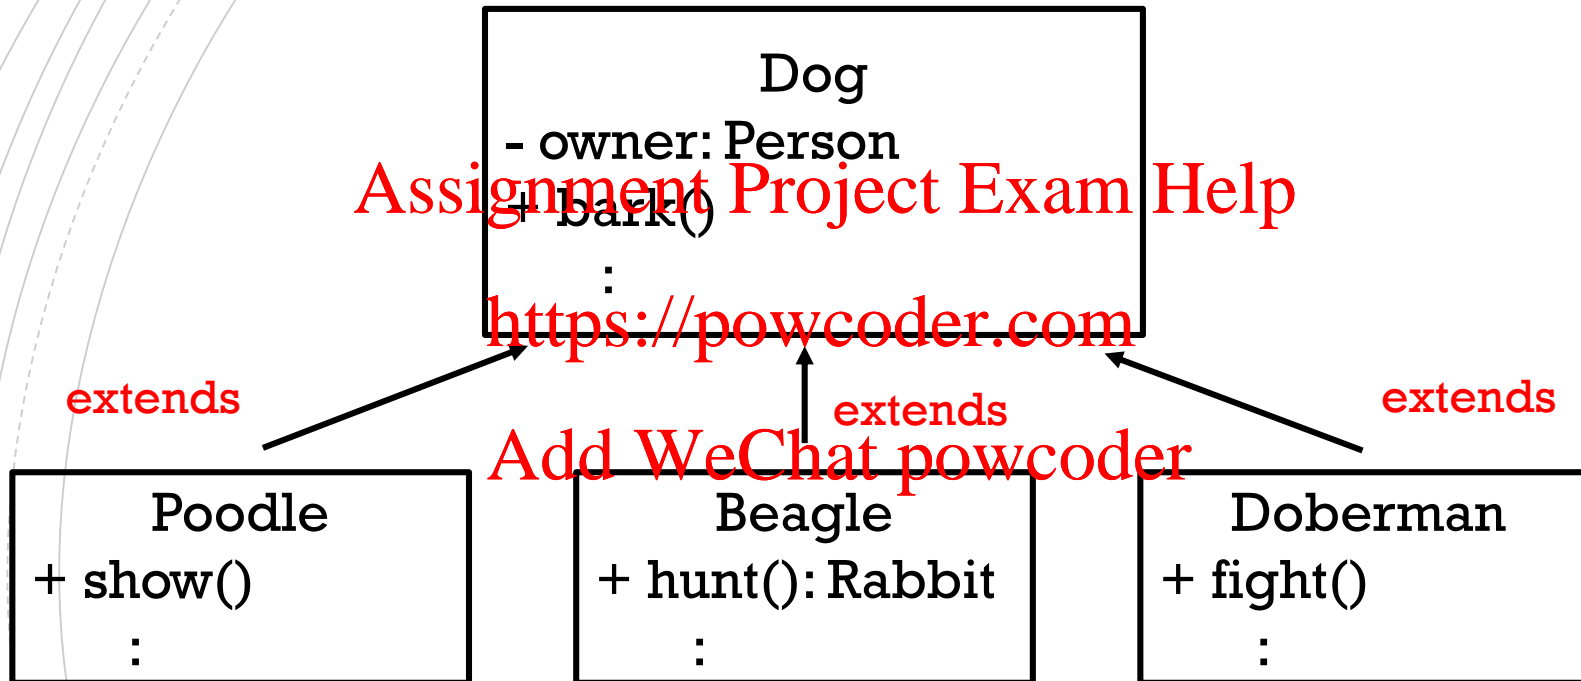 Dog
- owner: Person
Assignment Project Exam Help
+ bark()
:
https://powcoder.com
extends
extends
extends
Add WeChat powcoder
Poodle
+ show()
:
Beagle
+ hunt(): Rabbit
:
Doberman
+ fight()
: